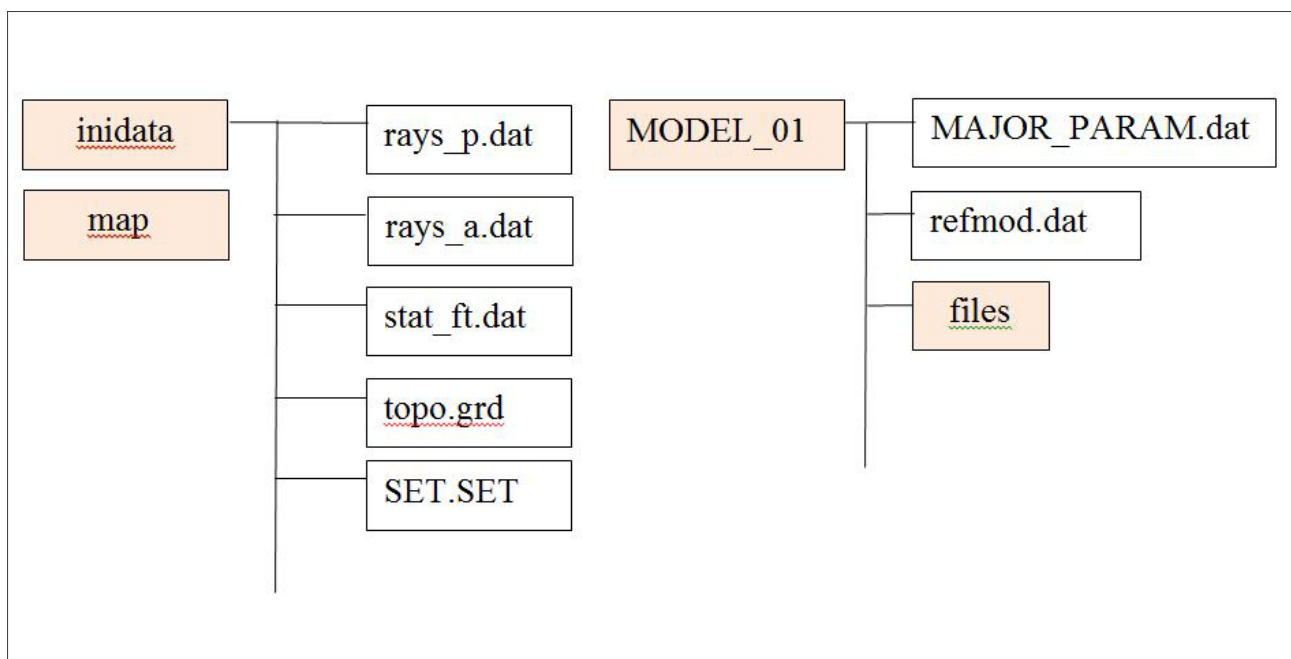 inidata
map
rays_p.dat
rays_a.dat
stat_ft.dat
topo.grd
SET.SET
MODEL_01
MAJOR_PARAM.dat
refmod.dat
files